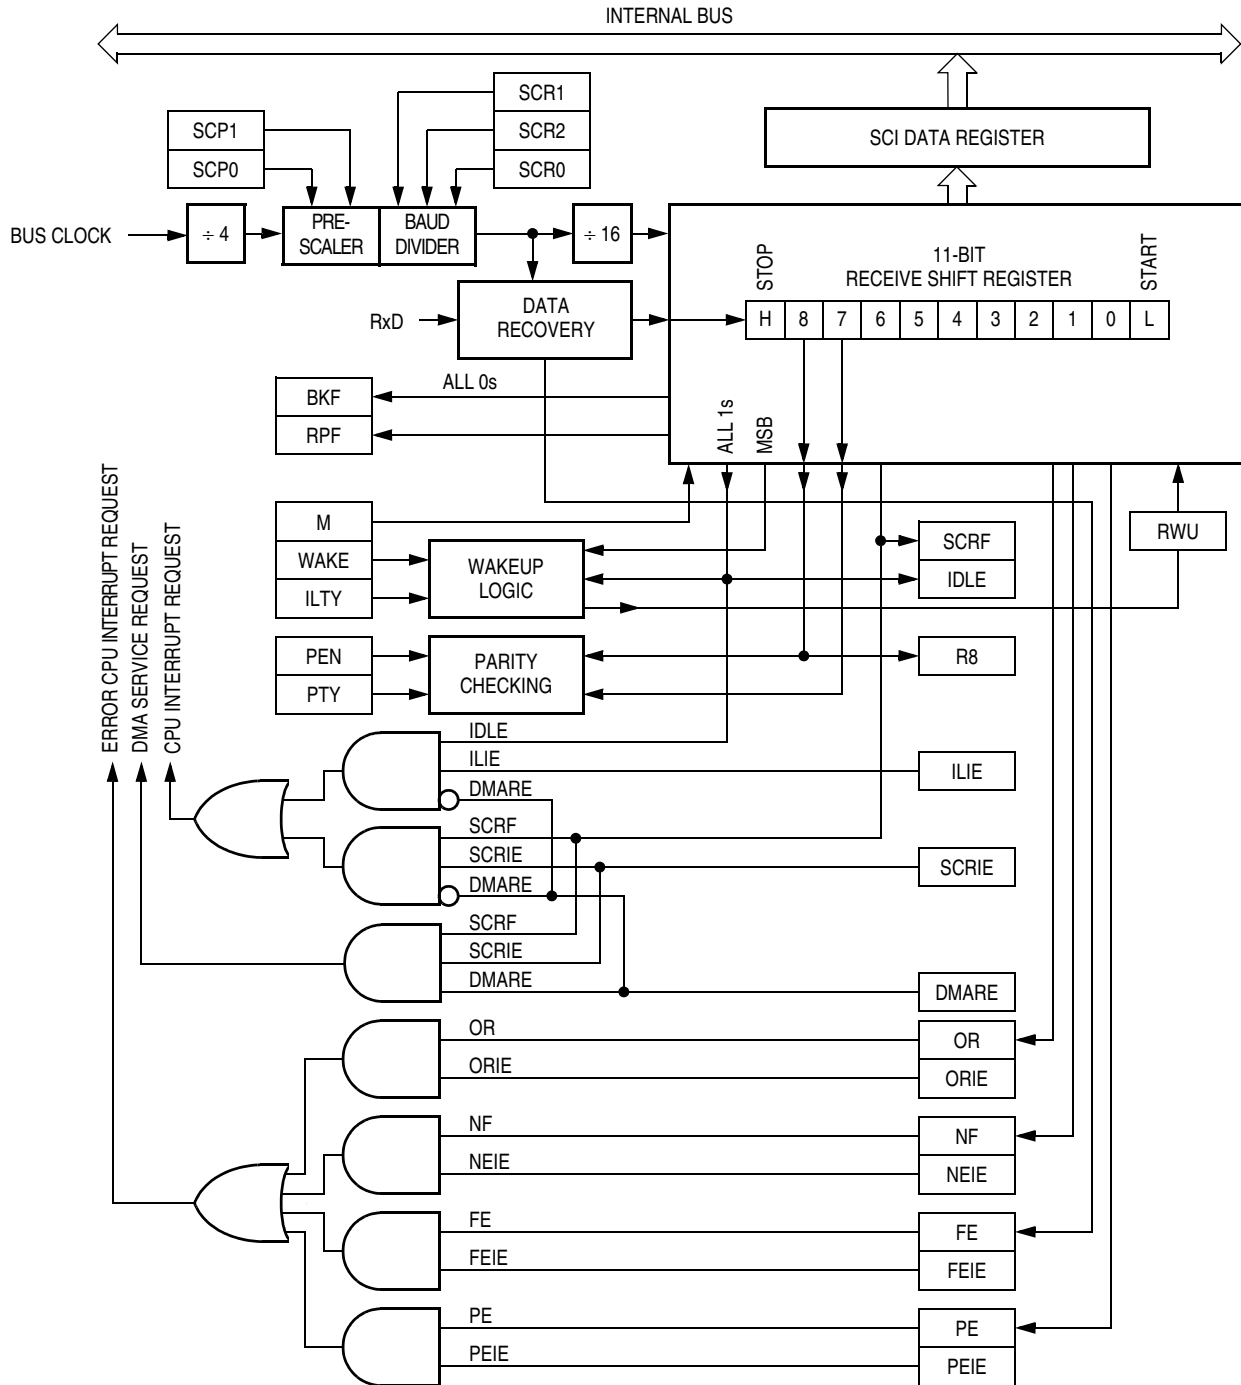 INTERNAL BUS
SCR1
SCR2
SCR0
SCP1
SCP0
SCI DATA REGISTER
BUS CLOCK
÷ 4
PRE-
SCALER
BAUD
DIVIDER
÷ 16
RxD
DATA
RECOVERY
STOP
11-BIT
RECEIVE SHIFT REGISTER
START
H 8 7 6 5 4 3 2 1 0 L
ALL 0s
BKF
RPF
ALL 1s
MSB
M
WAKE
ILTY
WAKEUP
LOGIC
SCRF
IDLE
RWU
PEN
PTY
PARITY
CHECKING
R8
ERROR CPU INTERRUPT REQUEST
DMA SERVICE REQUEST
CPU INTERRUPT REQUEST
IDLE
ILIE
ILIE
DMARE
SCRF
SCRIE
SCRIE
DMARE
SCRF
SCRIE
DMARE
DMARE
OR
OR
ORIE
ORIE
NF
NF
NEIE
NEIE
FE
FE
FEIE
FEIE
PE
PE
PEIE
PEIE